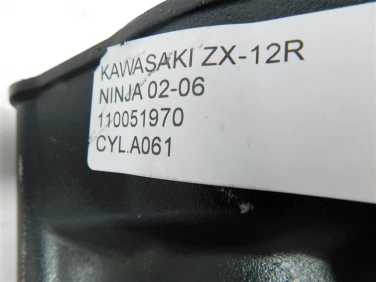 KAWASAKI ZX-12R
NINJA 02-06
110051970
CYL.A061